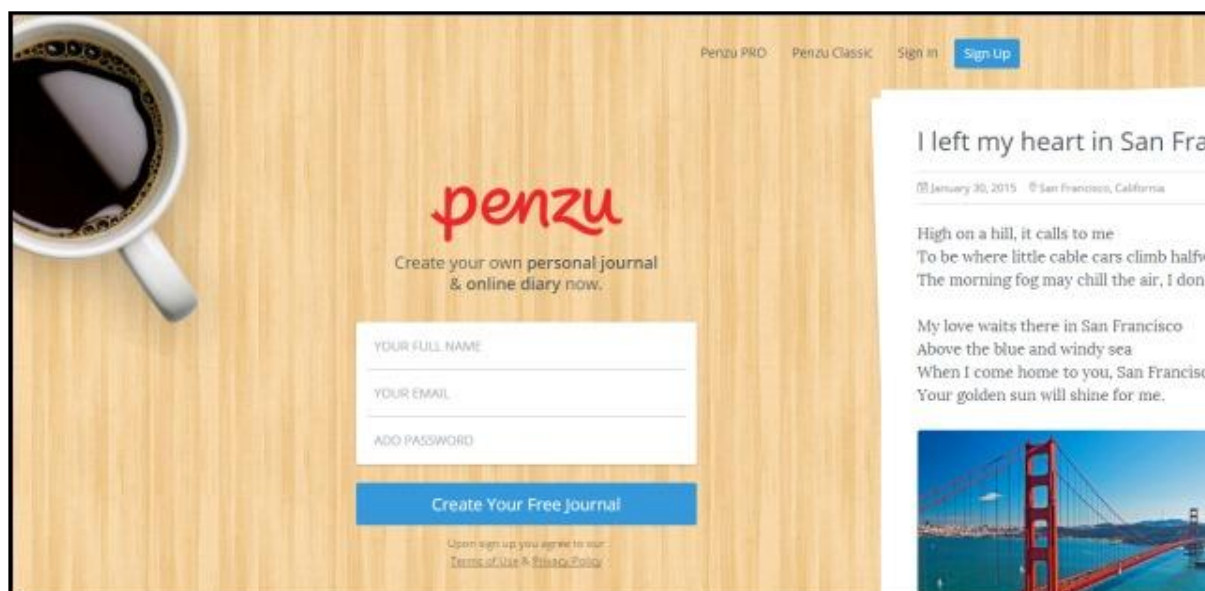 Penzu PRO Penzu Classic Sign In Sign Up
penzu
Create your own personal journal
& online diary now.
YOUR FULL NAME
YOUR EMAIL
ADD PASSWORD
Create Your Free Journal
Upon sign up you agree to our
Terms of Use & Privacy Policy
I left my heart in San Fra
January 30, 2015 San Francisco, California
High on a hill, it calls to me
To be where little cable cars climb halfw
The morning fog may chill the air, I don
My love waits there in San Francisco
Above the blue and windy sea
When I come home to you, San Francisc
Your golden sun will shine for me.